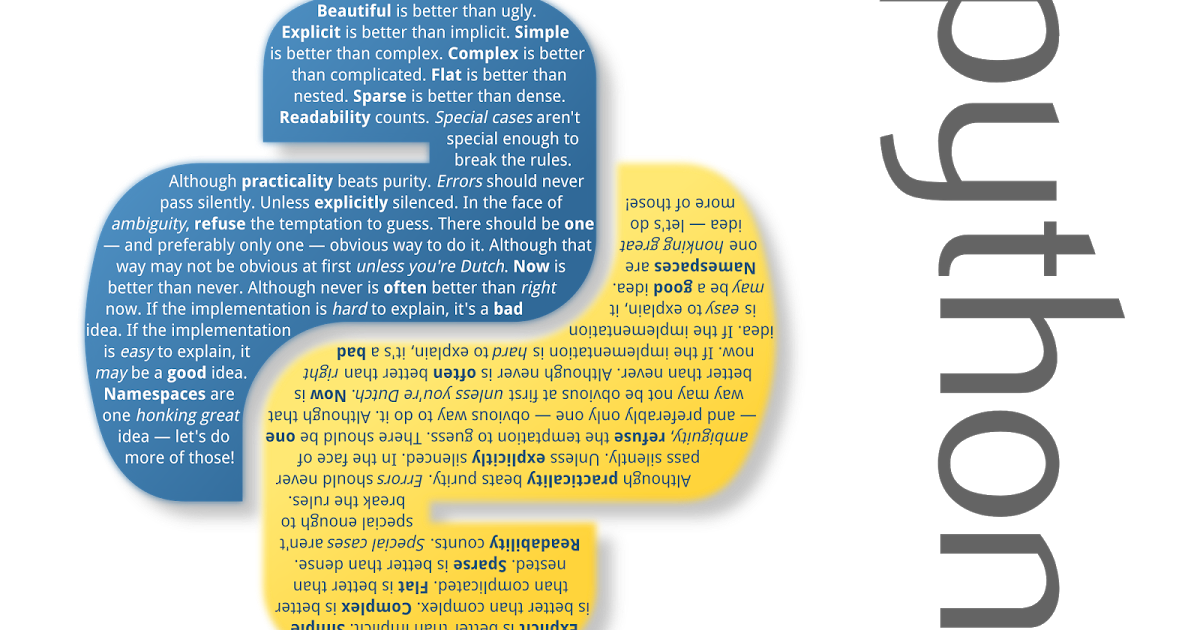 Beautiful is better than ugly.
Explicit is better than implicit. Simple
is better than complex. Complex is better
than complicated. Flat is better than
nested. Sparse is better than dense.
Readability counts. Special cases aren't
special enough to
break the rules.
Although practicality beats purity. Errors should never
pass silently. Unless explicitly silenced. In the face of
ambiguity, refuse the temptation to guess. There should be one
— and preferably only one — obvious way to do it. Although that
way may not be obvious at first unless you're Dutch. Now is
better than never. Although never is often better than right
now. If the implementation is hard to explain, it's a bad
idea. If the implementation
is easy to explain, it
may be a good idea.
Namespaces are
one honking great
idea — let's do
more of those!
Explicit is better than implicit. Simple
is better than complex. Complex is better
than complicated. Flat is better than
nested. Sparse is better than dense.
Readability counts. Special cases aren't
special enough to
break the rules.
Although practicality beats purity. Errors should never
pass silently. Unless explicitly silenced. In the face of
ambiguity, refuse the temptation to guess. There should be one
— and preferably only one — obvious way to do it. Although that
way may not be obvious at first unless you're Dutch. Now is
better than never. Although never is often better than right
now. If the implementation is hard to explain, it's a bad
idea. If the implementation
is easy to explain, it
may be a good idea.
Namespaces are
one honking great
idea — let's do
more of those!
python